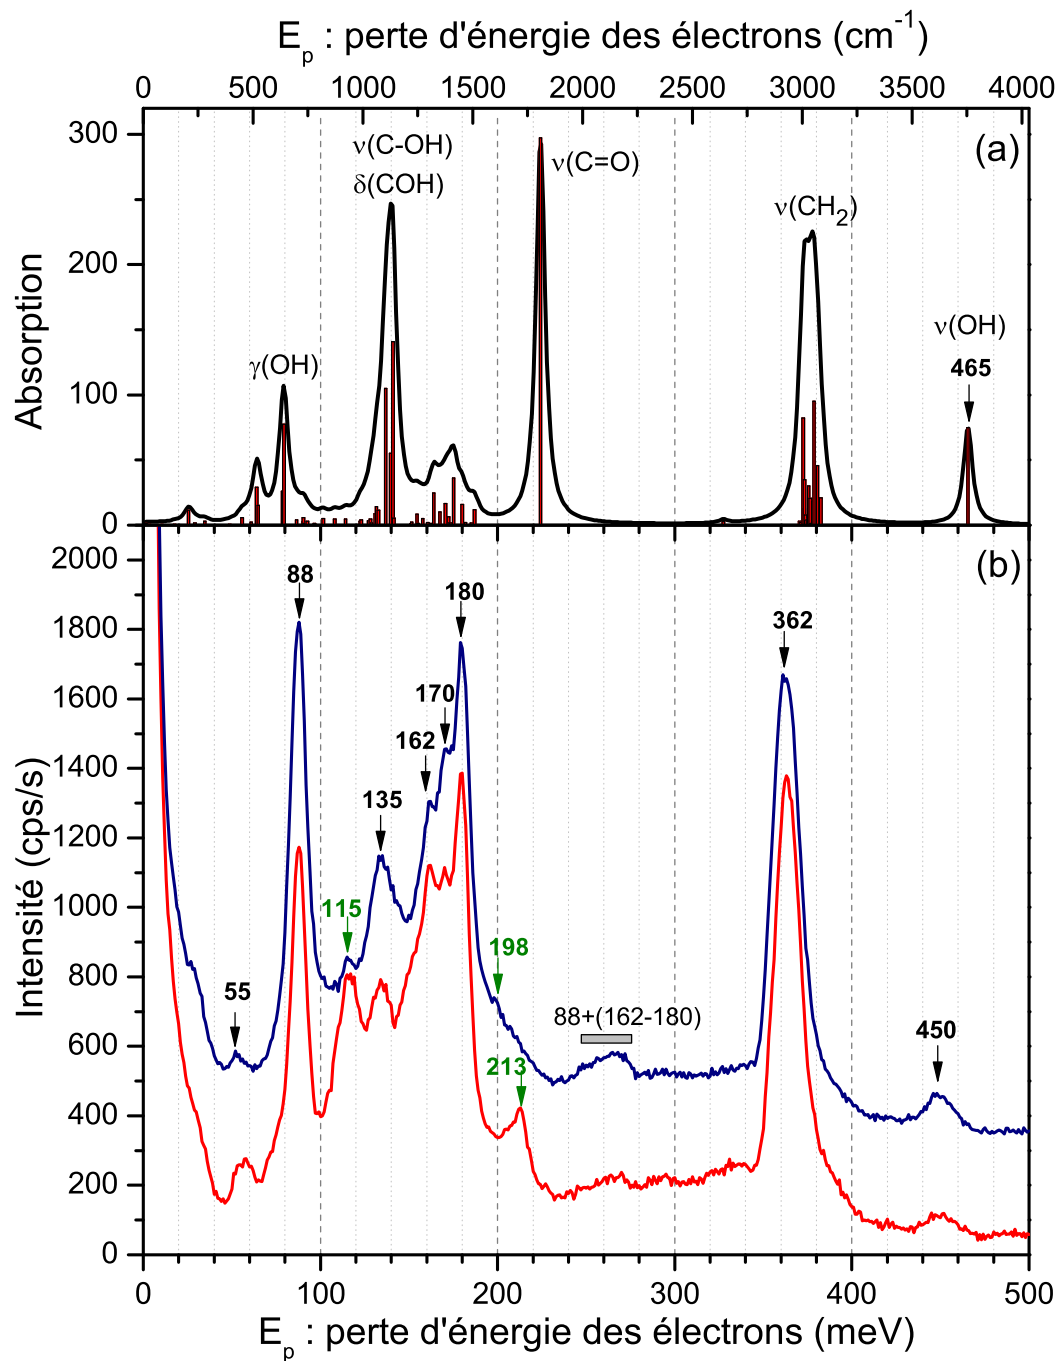 E_p : perte d'énergie des électrons (cm⁻¹)
0 500 1000 1500 2000 2500 3000 3500 4000
(a)
Absorption
300
200
100
0
γ(OH)
ν(C-OH)
δ(COH)
ν(C=O)
ν(CH₂)
ν(OH)
465
(b)
Intensité (cps/s)
2000
1800
1600
1400
1200
1000
800
600
400
200
0
55
88
115
135
162
170
180
198
213
88+(162-180)
362
450
0 100 200 300 400 500
E_p : perte d'énergie des électrons (meV)